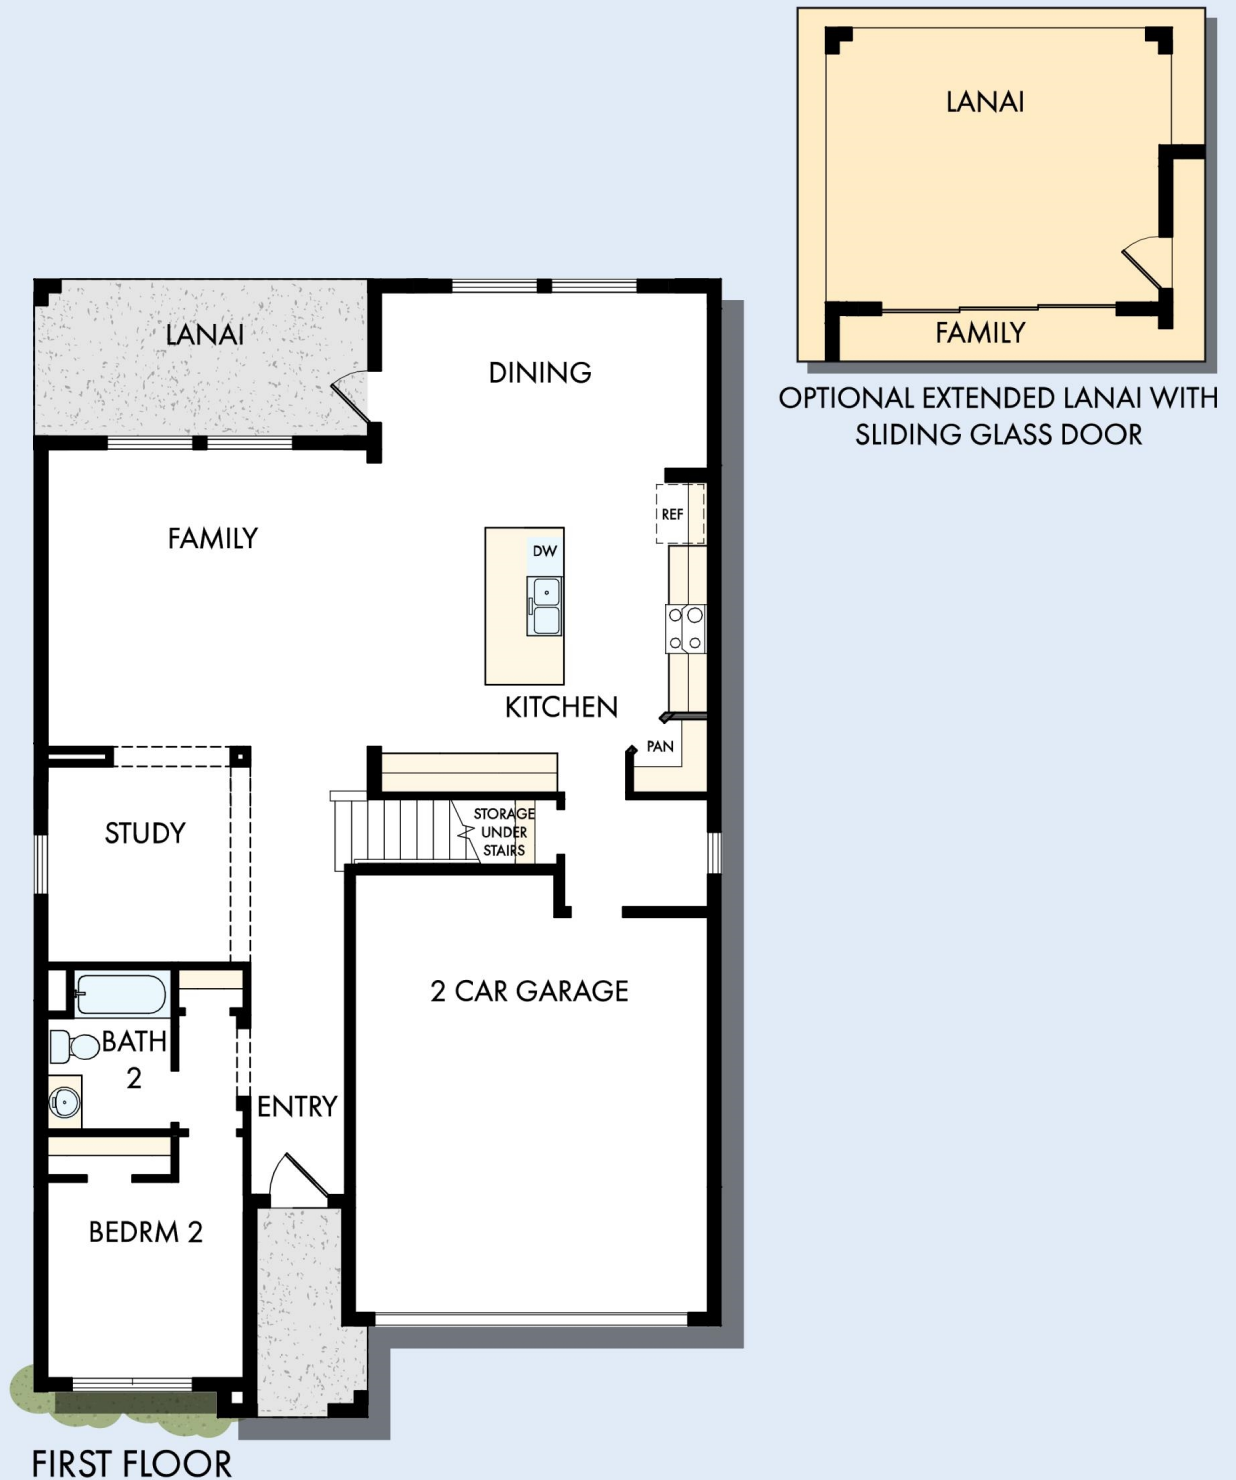 LANAI
FAMILY
OPTIONAL EXTENDED LANAI WITH
SLIDING GLASS DOOR
LANAI
DINING
REF
FAMILY
DW
KITCHEN
PAN
STORAGE
UNDER
STAIRS
STUDY
2 CAR GARAGE
BATH
2
ENTRY
BEDRM 2
FIRST FLOOR